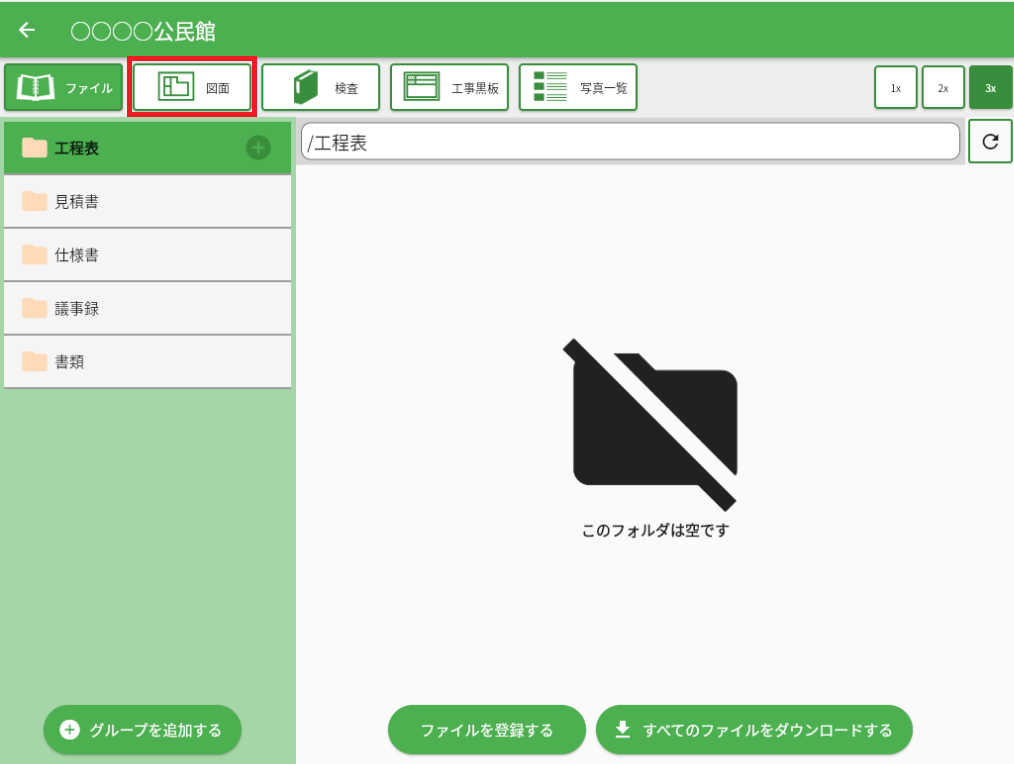 〇〇〇〇公民館
ファイル
図面
検査
工事黒板
写真一覧
1x
2x
3x
工程表
/工程表
見積書
仕様書
議事録
書類
このフォルダは空です
グループを追加する
ファイルを登録する
すべてのファイルをダウンロードする